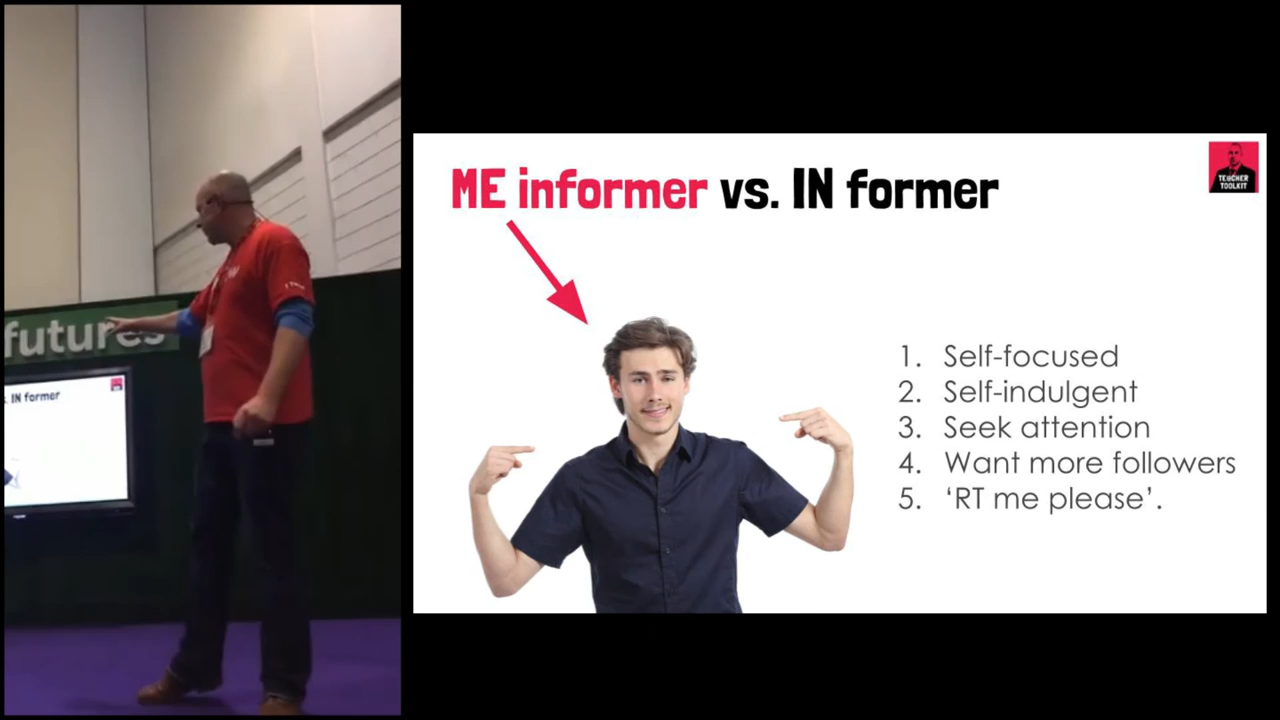 futures
. IN former
ME informer vs. IN former
TEACHER
TOOLKIT
1. Self-focused
2. Self-indulgent
3. Seek attention
4. Want more followers
5. ‘RT me please’.